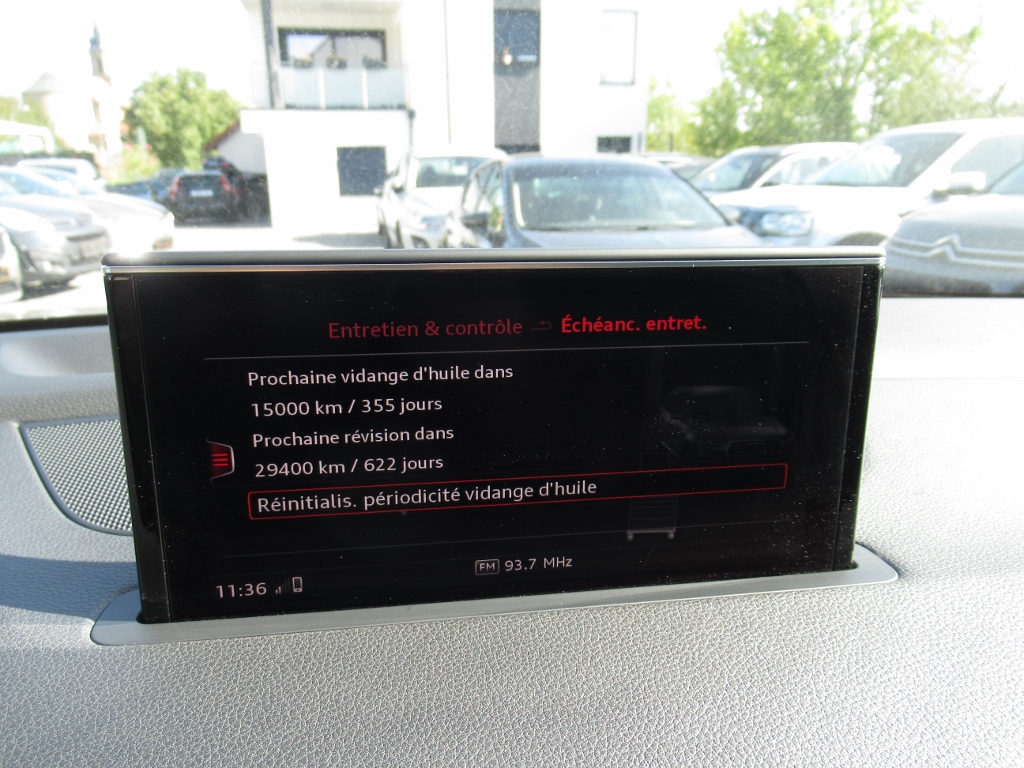 Entretien & contrôle Échéanc. entret.
Prochaine vidange d'huile dans
15000 km / 355 jours
Prochaine révision dans
29400 km / 622 jours
Réinitialis. périodicité vidange d'huile
FM 93.7 MHz
11:36